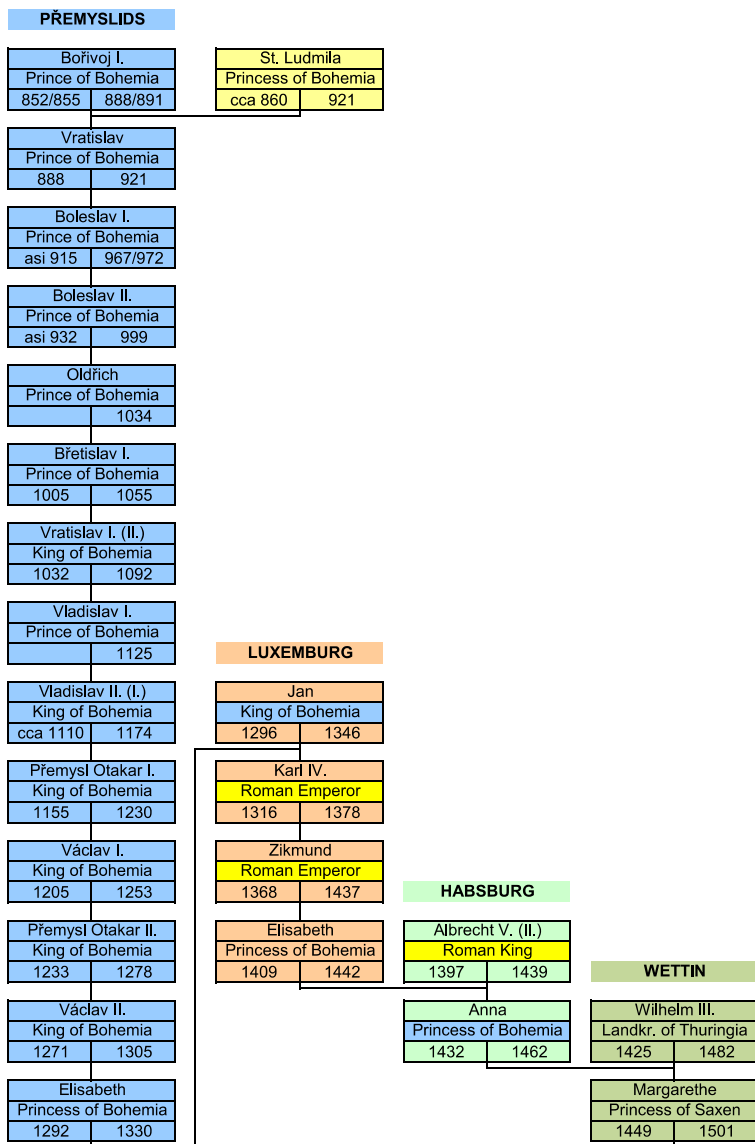 PŘEMYSLIDS
Bořivoj I.
Prince of Bohemia
852/855 888/891
St. Ludmila
Princess of Bohemia
cca 860 921
Vratislav
Prince of Bohemia
888 921
Boleslav I.
Prince of Bohemia
asi 915 967/972
Boleslav II.
Prince of Bohemia
asi 932 999
Oldřich
Prince of Bohemia
1034
Břetislav I.
Prince of Bohemia
1005 1055
Vratislav I. (II.)
King of Bohemia
1032 1092
Vladislav I.
Prince of Bohemia
1125
Vladislav II. (I.)
King of Bohemia
cca 1110 1174
Přemysl Otakar I.
King of Bohemia
1155 1230
Václav I.
King of Bohemia
1205 1253
Přemysl Otakar II.
King of Bohemia
1233 1278
Václav II.
King of Bohemia
1271 1305
Elisabeth
Princess of Bohemia
1292 1330
LUXEMBURG
Jan
King of Bohemia
1296 1346
Karl IV.
Roman Emperor
1316 1378
Zikmund
Roman Emperor
1368 1437
Elisabeth
Princess of Bohemia
1409 1442
HABSBURG
Albrecht V. (II.)
Roman King
1397 1439
Anna
Princess of Bohemia
1432 1462
WETTIN
Wilhelm III.
Landkr. of Thuringia
1425 1482
Margarethe
Princess of Saxen
1449 1501